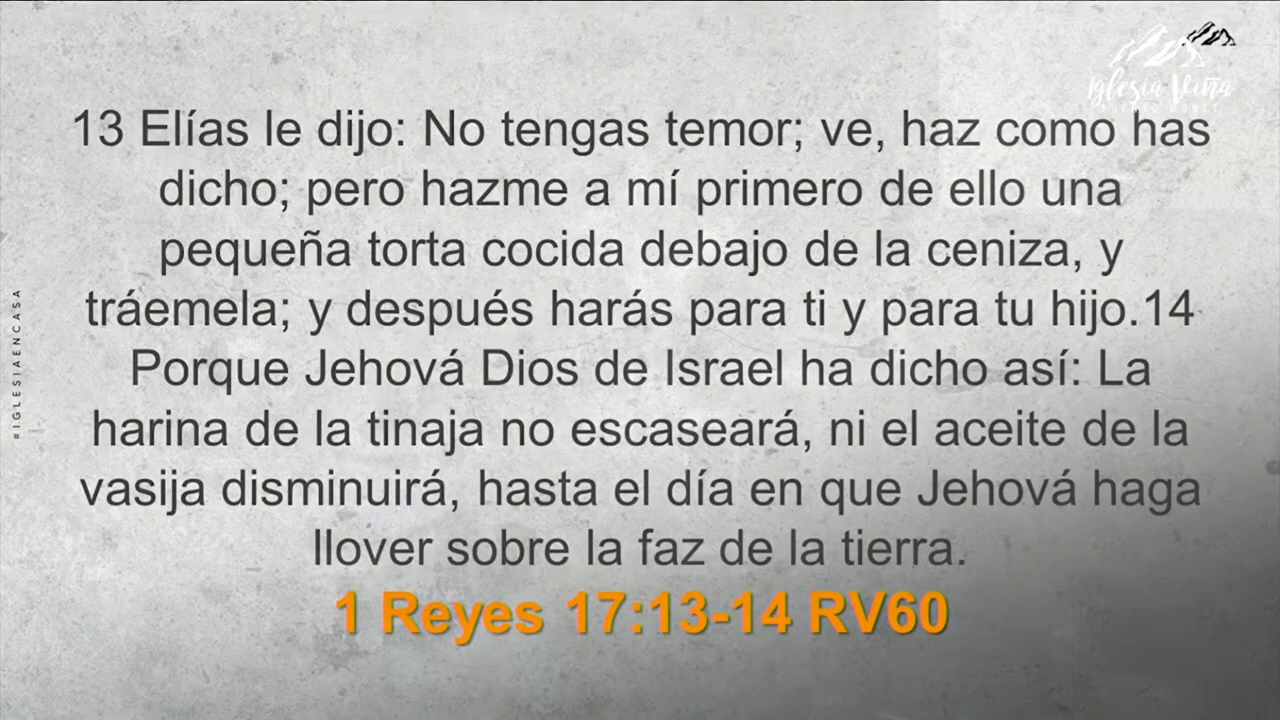 Iglesia Viña
13 Elías le dijo: No tengas temor; ve, haz como has
dicho; pero hazme a mí primero de ello una
pequeña torta cocida debajo de la ceniza, y
tráemela; y después harás para ti y para tu hijo.14
Porque Jehová Dios de Israel ha dicho así: La
harina de la tinaja no escaseará, ni el aceite de la
vasija disminuirá, hasta el día en que Jehová haga
llover sobre la faz de la tierra.
1 Reyes 17:13-14 RV60
#IGLESIAENCASA